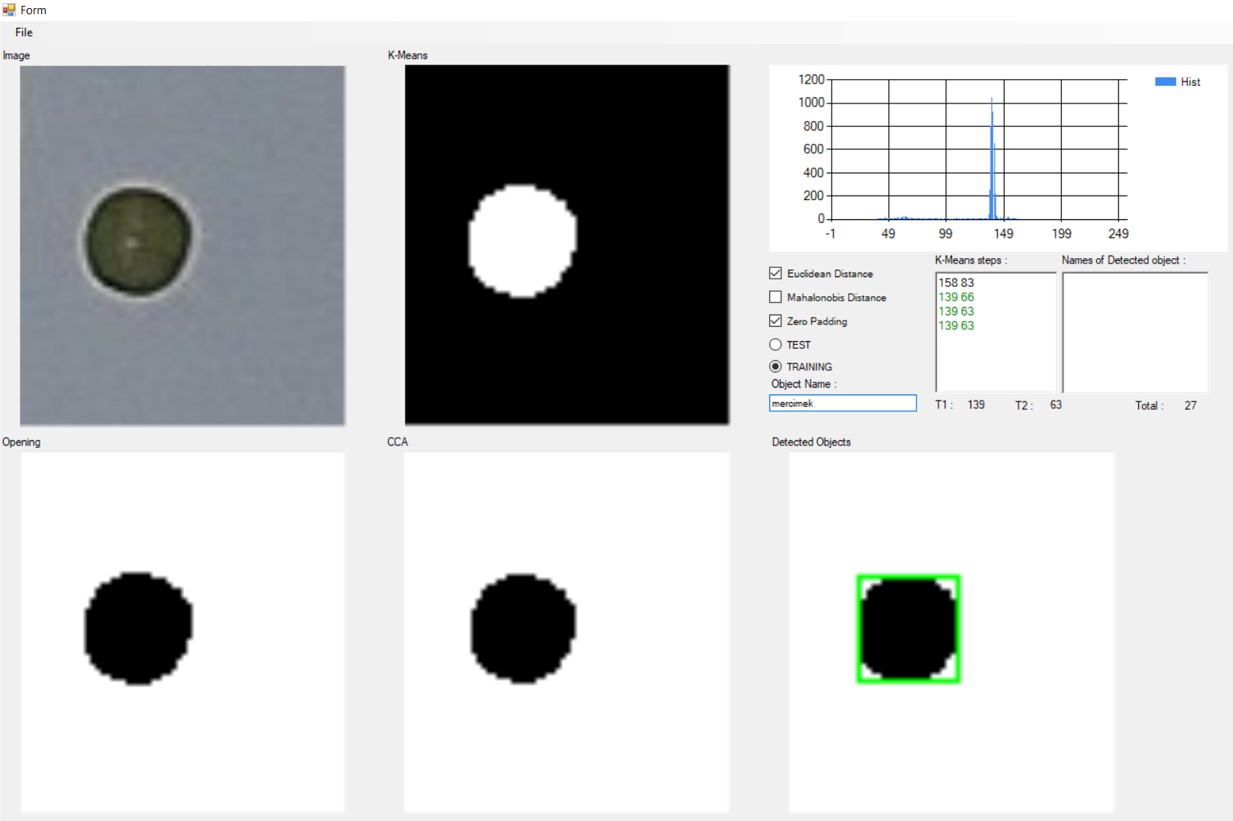 Form
File
Image
K-Means
1200
1000
800
600
400
200
0
-1 49 99 149 199 249
Hist
Euclidean Distance
Mahalonobis Distance
Zero Padding
TEST
TRAINING
Object Name :
mercimek
K-Means steps :
158 83
139 66
139 63
139 63
Names of Detected object :
T1 : 139 T2 : 63 Total : 27
Opening
CCA
Detected Objects